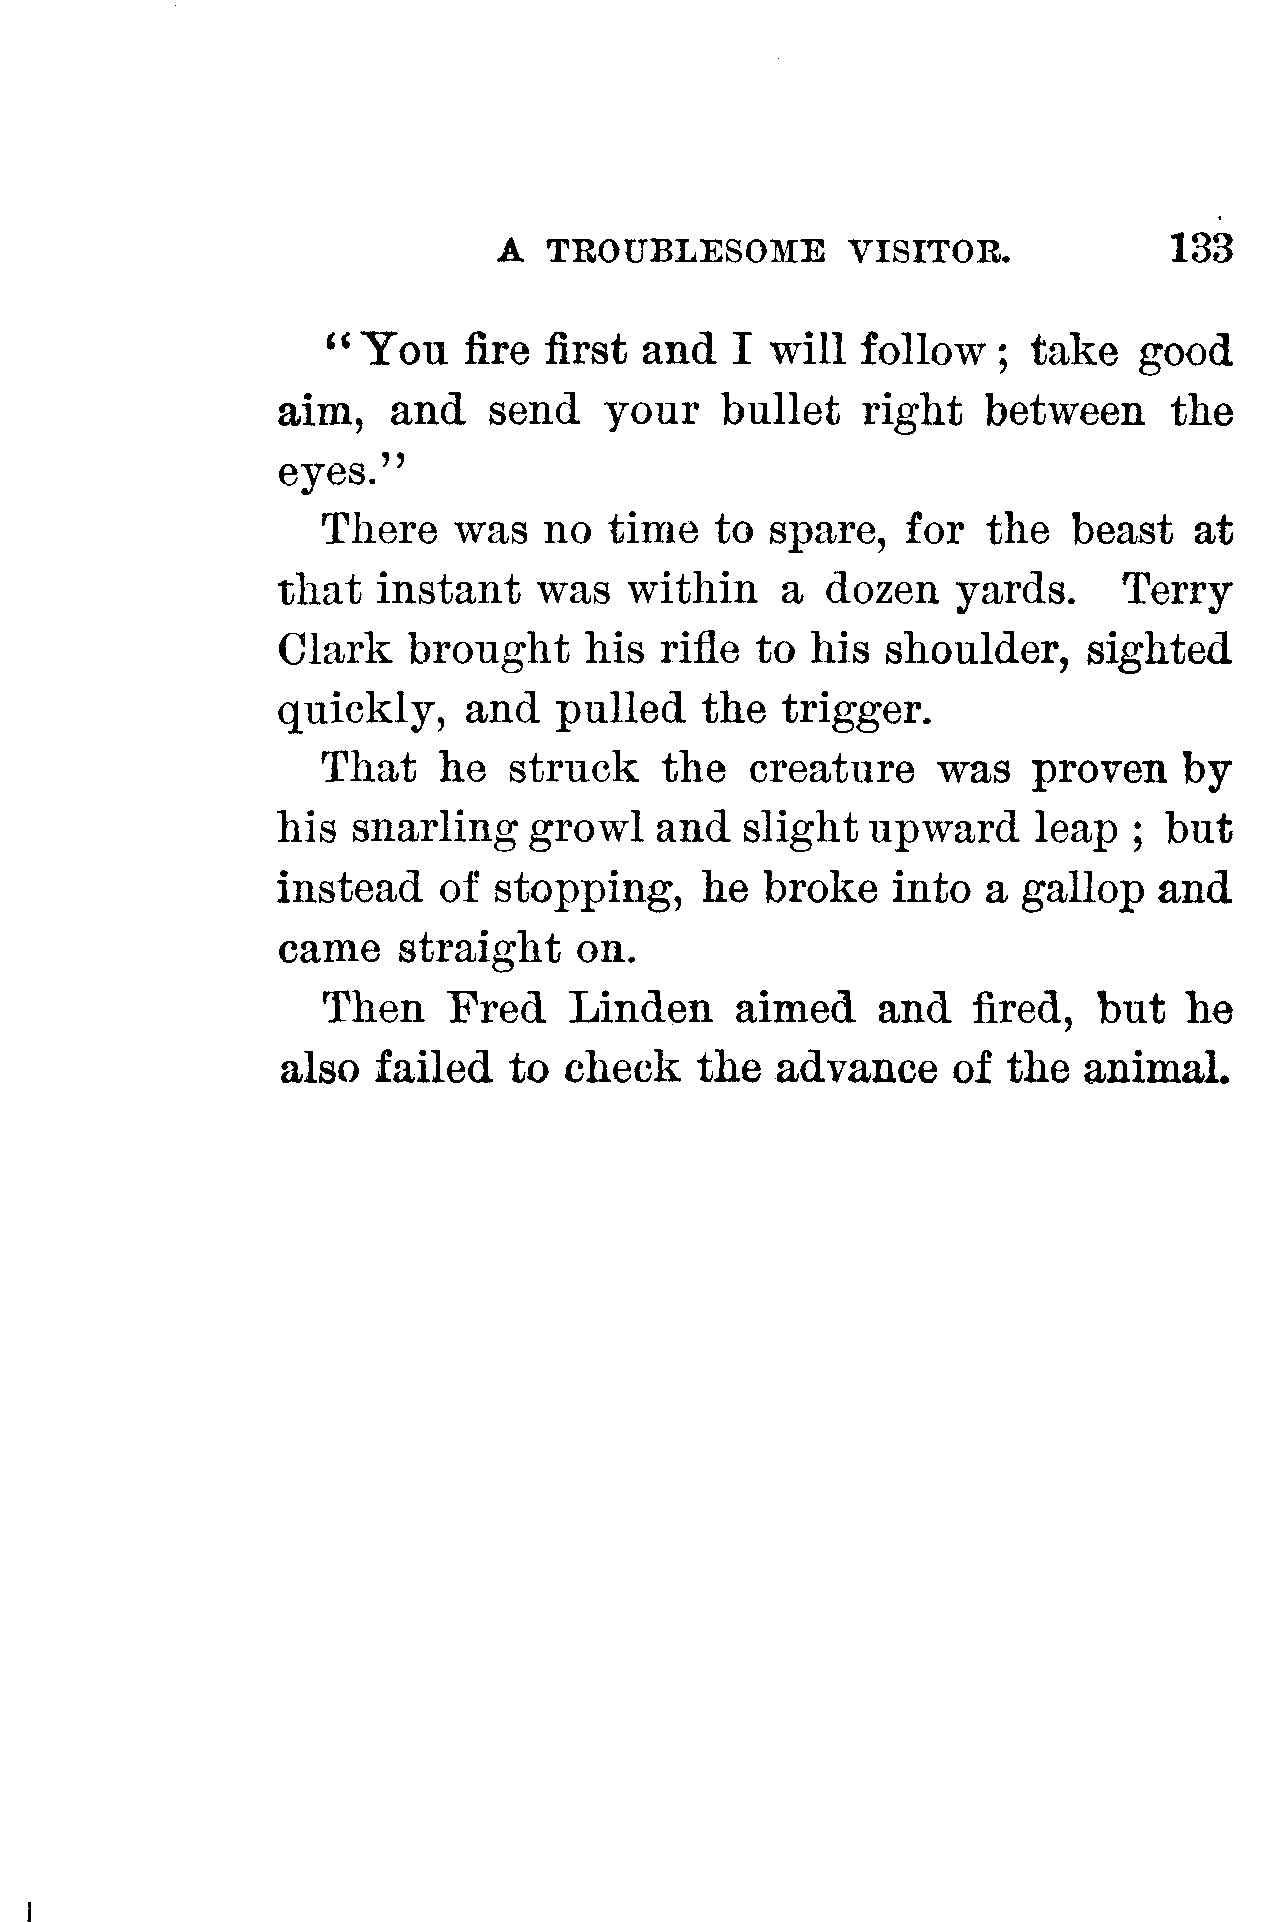 A TROUBLESOME VISITOR. 133
“You fire first and I will follow; take good
aim, and send your bullet right between the
eyes.”
There was no time to spare, for the beast at
that instant was within a dozen yards. Terry
Clark brought his rifle to his shoulder, sighted
quickly, and pulled the trigger.
That he struck the creature was proven by
his snarling growl and slight upward leap; but
instead of stopping, he broke into a gallop and
came straight on.
Then Fred Linden aimed and fired, but he
also failed to check the advance of the animal.